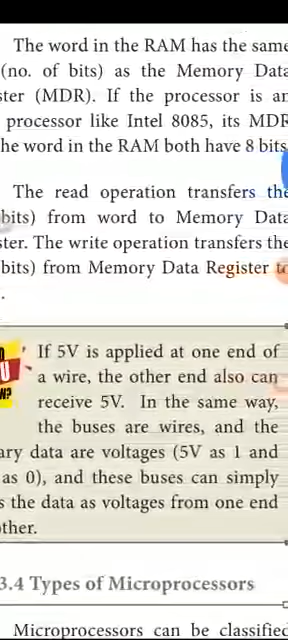 The word in the RAM has the same
(no. of bits) as the Memory Data
ster (MDR). If the processor is an
processor like Intel 8085, its MDR
he word in the RAM both have 8 bits
The read operation transfers the
bits) from word to Memory Data
ster. The write operation transfers the
bits) from Memory Data Register to
.
If 5V is applied at one end of
a wire, the other end also can
receive 5V. In the same way,
the buses are wires, and the
ary data are voltages (5V as 1 and
as 0), and these buses can simply
s the data as voltages from one end
other.
3.4 Types of Microprocessors
Microprocessors can be classified